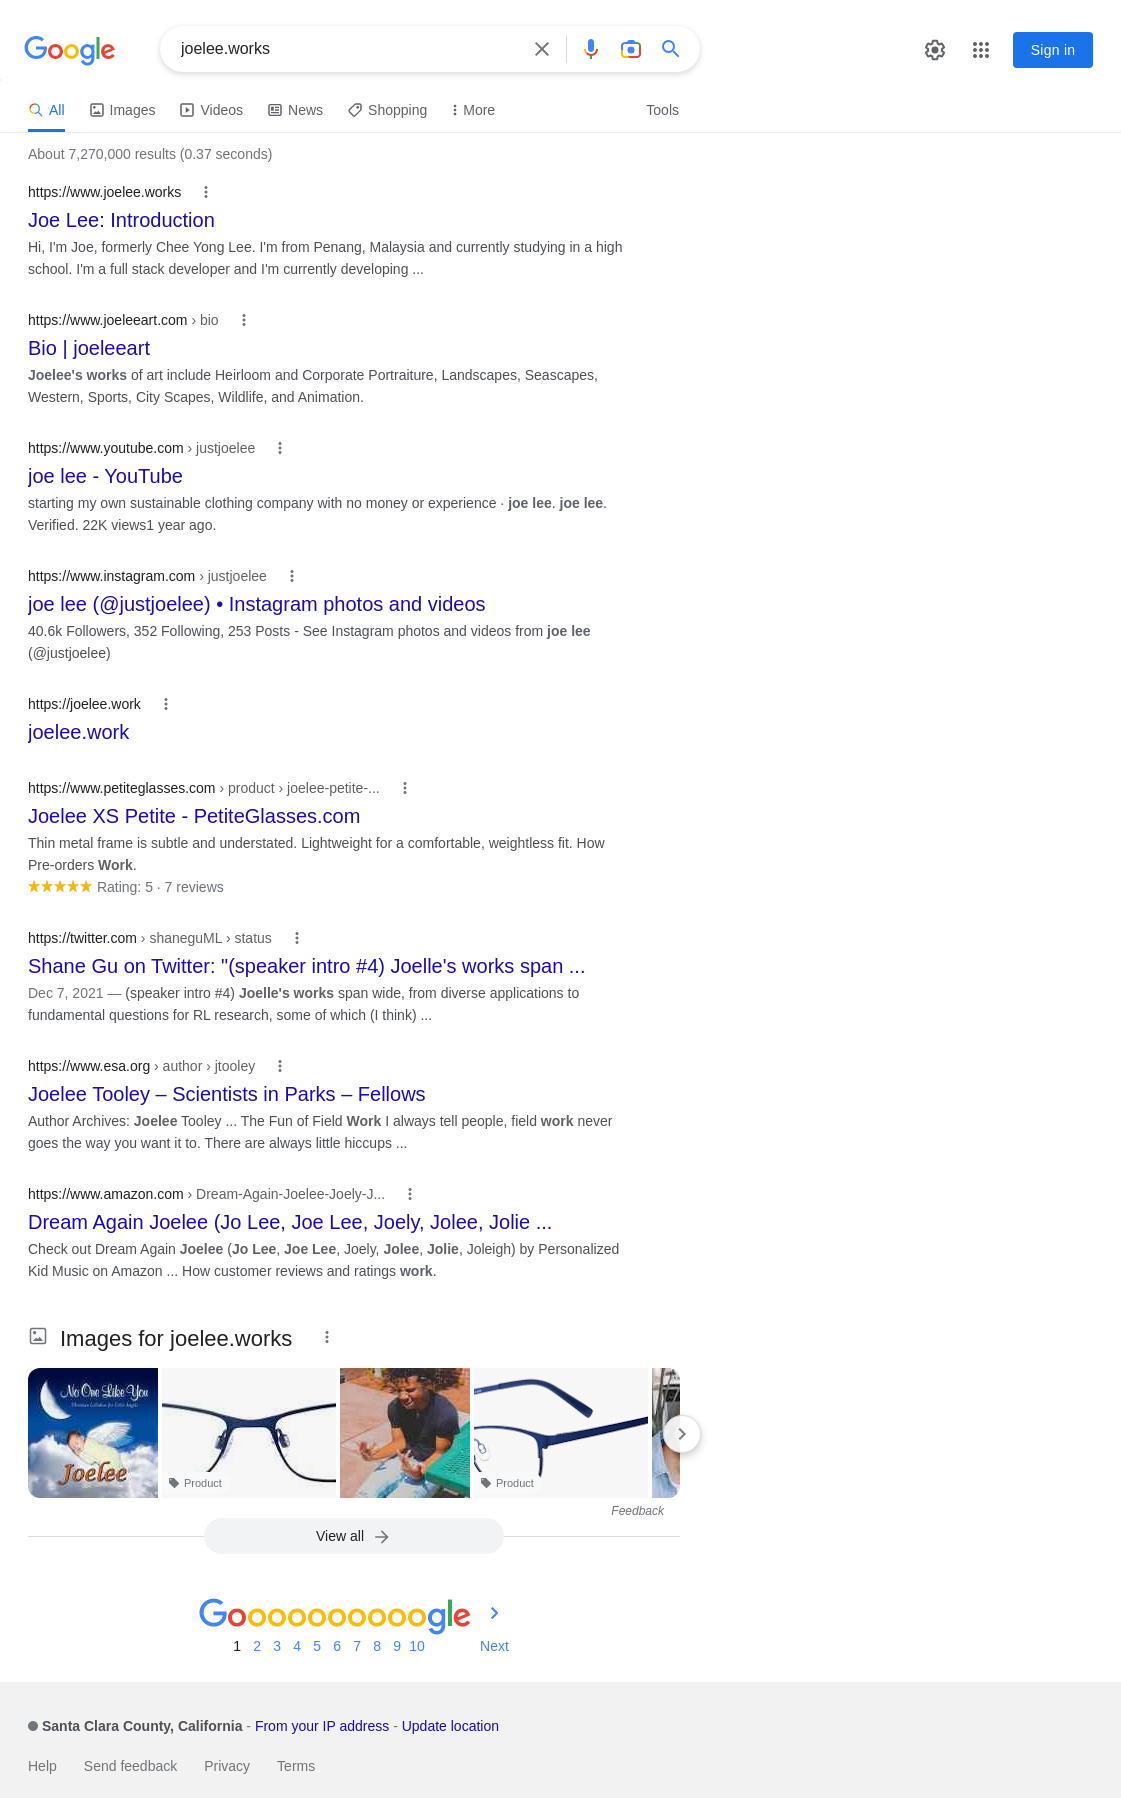 Google
joelee.works
Sign in
All
Images
Videos
News
Shopping
More
Tools
About 7,270,000 results (0.37 seconds)
https://www.joelee.works
Joe Lee: Introduction
Hi, I'm Joe, formerly Chee Yong Lee. I'm from Penang, Malaysia and currently studying in a high
school. I'm a full stack developer and I'm currently developing ...
https://www.joeleeart.com › bio
Bio | joeleeart
Joelee's works of art include Heirloom and Corporate Portraiture, Landscapes, Seascapes,
Western, Sports, City Scapes, Wildlife, and Animation.
https://www.youtube.com › justjoelee
joe lee - YouTube
starting my own sustainable clothing company with no money or experience · joe lee. joe lee.
Verified. 22K views1 year ago.
https://www.instagram.com › justjoelee
joe lee (@justjoelee) • Instagram photos and videos
40.6k Followers, 352 Following, 253 Posts - See Instagram photos and videos from joe lee
(@justjoelee)
https://joelee.work
joelee.work
https://www.petiteglasses.com › product › joelee-petite-...
Joelee XS Petite - PetiteGlasses.com
Thin metal frame is subtle and understated. Lightweight for a comfortable, weightless fit. How
Pre-orders Work.
Rating: 5 · 7 reviews
https://twitter.com › shaneguML › status
Shane Gu on Twitter: "(speaker intro #4) Joelle's works span ...
Dec 7, 2021 — (speaker intro #4) Joelle's works span wide, from diverse applications to
fundamental questions for RL research, some of which (I think) ...
https://www.esa.org › author › jtooley
Joelee Tooley – Scientists in Parks – Fellows
Author Archives: Joelee Tooley ... The Fun of Field Work I always tell people, field work never
goes the way you want it to. There are always little hiccups ...
https://www.amazon.com › Dream-Again-Joelee-Joely-J...
Dream Again Joelee (Jo Lee, Joe Lee, Joely, Jolee, Jolie ...
Check out Dream Again Joelee (Jo Lee, Joe Lee, Joely, Jolee, Jolie, Joleigh) by Personalized
Kid Music on Amazon ... How customer reviews and ratings work.
Images for joelee.works
No One Like You
Christian Lullabies for Little Angels
Joelee
Product
Product
Feedback
View all
Goooooooooogle
1 2 3 4 5 6 7 8 9 10 Next
Santa Clara County, California - From your IP address - Update location
Help
Send feedback
Privacy
Terms